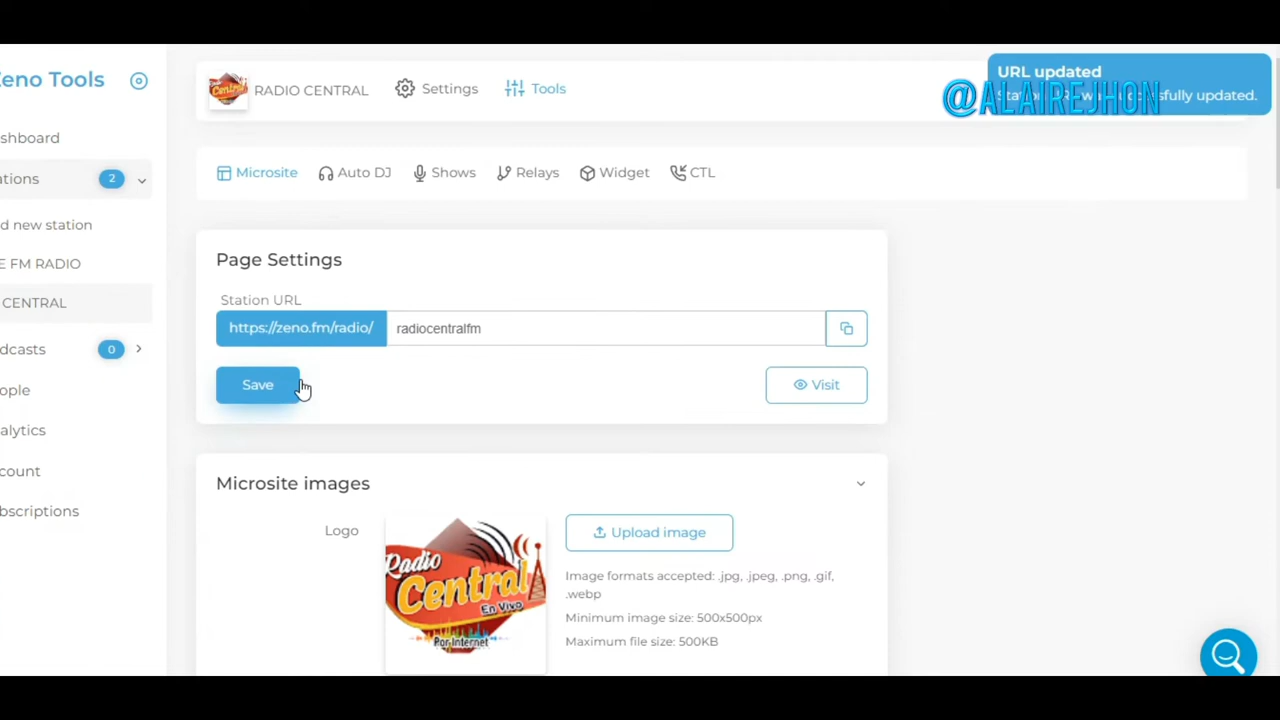 Zeno Tools
RADIO CENTRAL
Settings
Tools
URL updated
@ALAIREJHON
fully updated.
shboard
ations
2
Microsite
Auto DJ
Shows
Relays
Widget
CTL
d new station
E FM RADIO
CENTRAL
dcasts
0
ople
alytics
count
bscriptions
Page Settings
Station URL
https://zeno.fm/radio/
radiocentralfm
Save
Visit
Microsite images
Logo
Radio
Central
En Vivo
Por Internet
Upload image
Image formats accepted: .jpg, .jpeg, .png, .gif,
.webp
Minimum image size: 500x500px
Maximum file size: 500KB